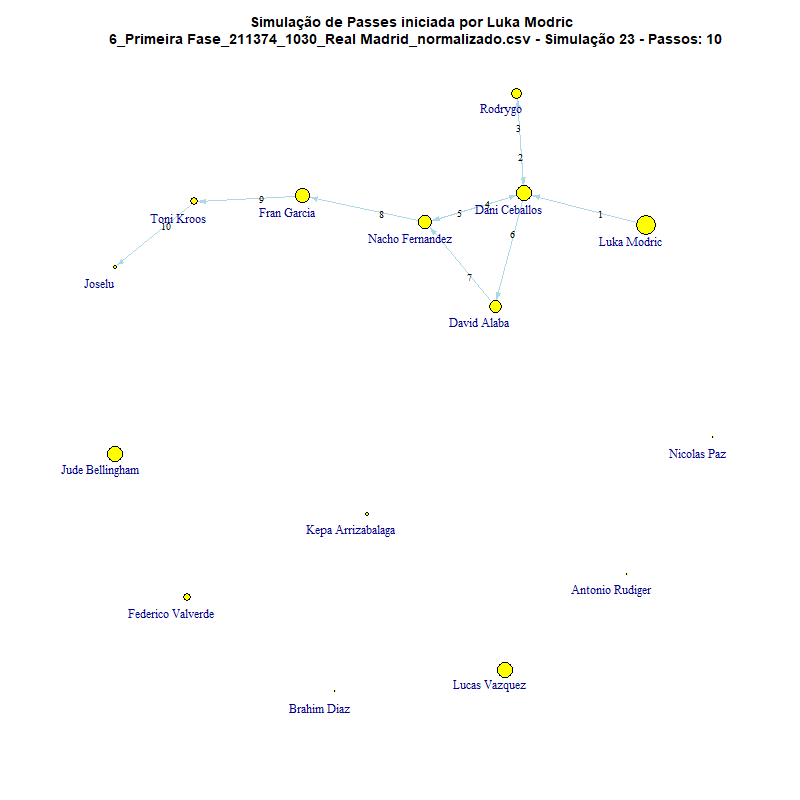 Simulação de Passes iniciada por Luka Modric
6_Primeira Fase_211374_1030_Real Madrid_normalizado.csv - Simulação 23 - Passos: 10
Rodrygo
3
2
Dani Ceballos
1
Luka Modric
4
5
6
Nacho Fernandez
8
Fran Garcia
9
Toni Kroos
10
Joselu
7
David Alaba
Nicolas Paz
Jude Bellingham
Kepa Arrizabalaga
Antonio Rudiger
Federico Valverde
Lucas Vazquez
Brahim Diaz